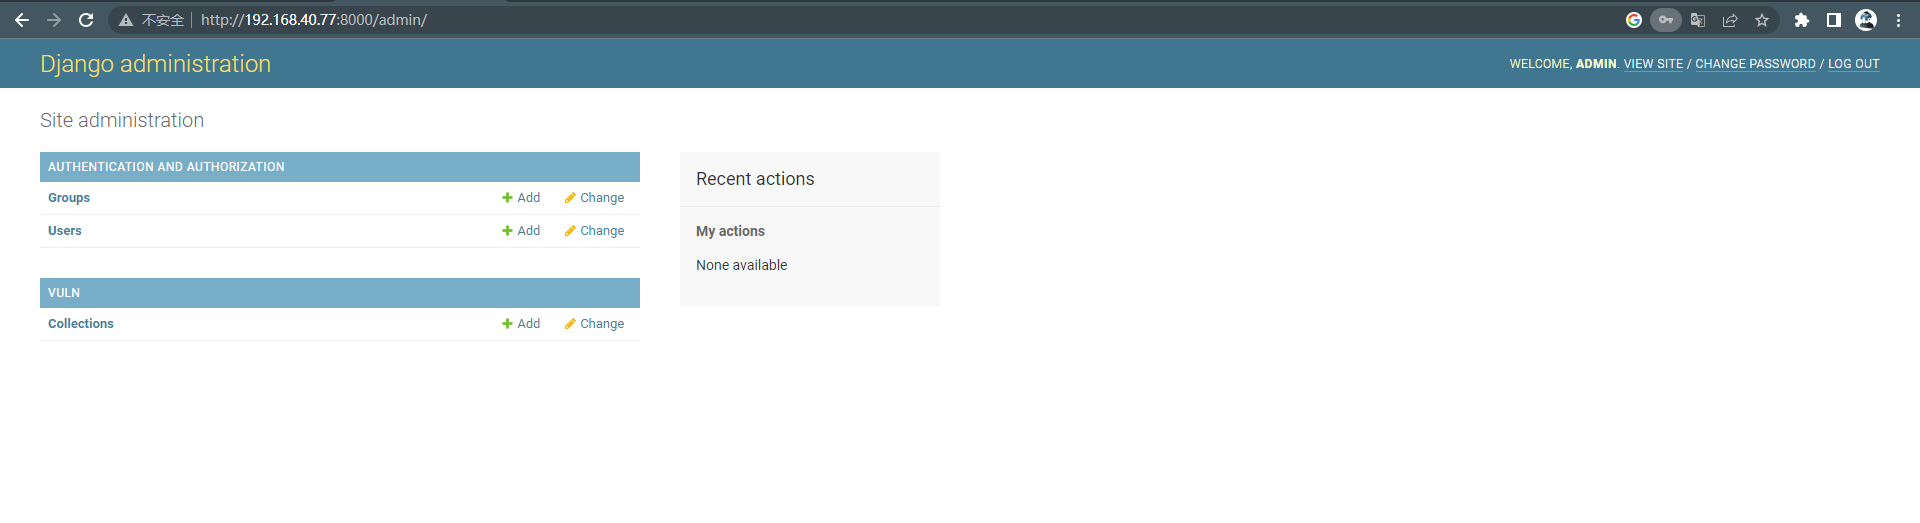 不安全 http://192.168.40.77:8000/admin/
Django administration
WELCOME, ADMIN. VIEW SITE / CHANGE PASSWORD / LOG OUT
Site administration
AUTHENTICATION AND AUTHORIZATION
Groups Add Change
Users Add Change
VULN
Collections Add Change
Recent actions
My actions
None available